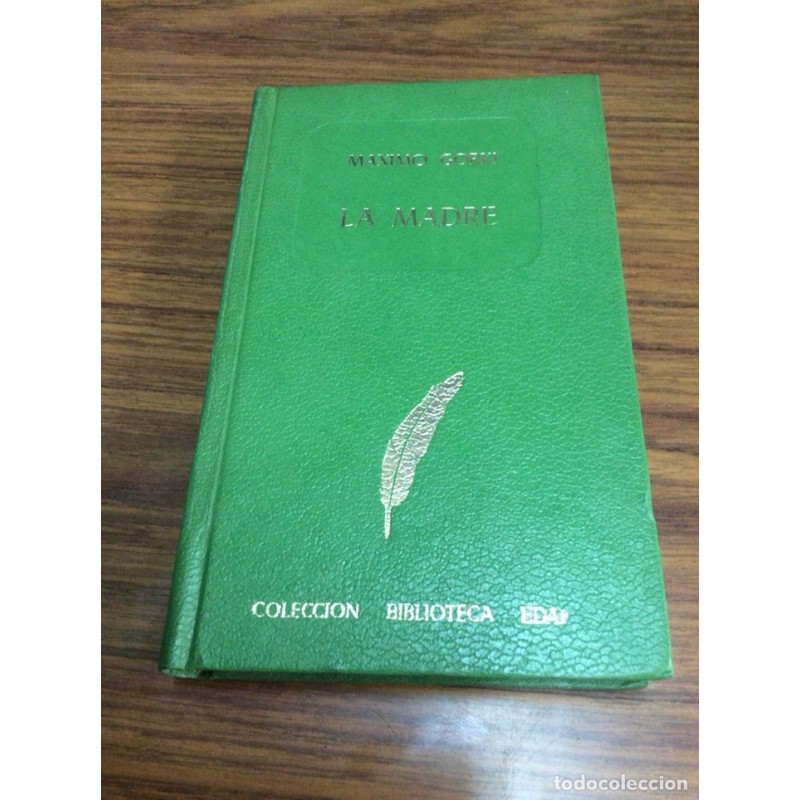 MAXIMO GORKI
LA MADRE
COLECCION BIBLIOTECA EDAF
todocoleccion